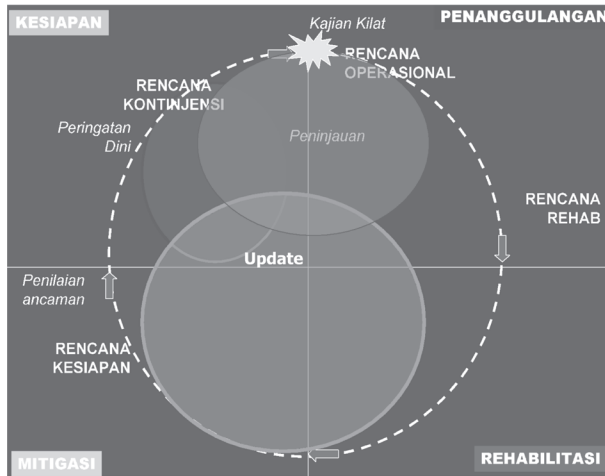 KESIAPAN
Kajian Kilat
PENANGGULANGAN
RENCANA
OPERASIONAL
RENCANA
KONTINJENSI
Peringatan
Dini
Peninjauan
RENCANA
REHAB
Update
Penilaian
ancaman
RENCANA
KESIAPAN
MITIGASI
REHABILITASI